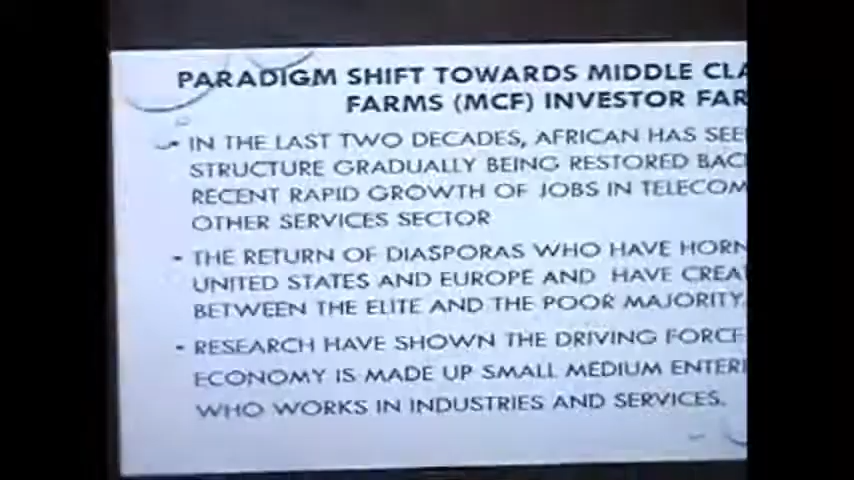 PARADIGM SHIFT TOWARDS MIDDLE CLA
FARMS (MCF) INVESTOR FAR
• IN THE LAST TWO DECADES, AFRICAN HAS SEE
STRUCTURE GRADUALLY BEING RESTORED BAC
RECENT RAPID GROWTH OF JOBS IN TELECOM
OTHER SERVICES SECTOR
• THE RETURN OF DIASPORAS WHO HAVE HORN
UNITED STATES AND EUROPE AND HAVE CREA
BETWEEN THE ELITE AND THE POOR MAJORITY.
• RESEARCH HAVE SHOWN THE DRIVING FORCE
ECONOMY IS MADE UP SMALL MEDIUM ENTER
WHO WORKS IN INDUSTRIES AND SERVICES.